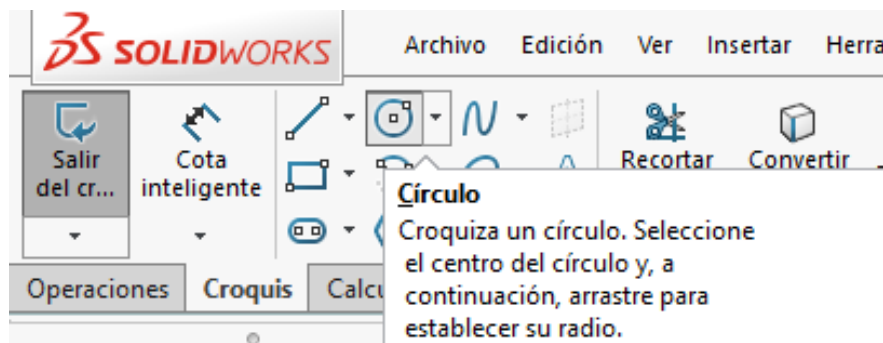 SOLIDWORKS
Archivo Edición Ver Insertar
Salir
del cr...
Cota
inteligente
Recortar Convertir
Círculo
Croquiza un círculo. Seleccione
el centro del círculo y, a
continuación, arrastre para
establecer su radio.
Operaciones Croquis